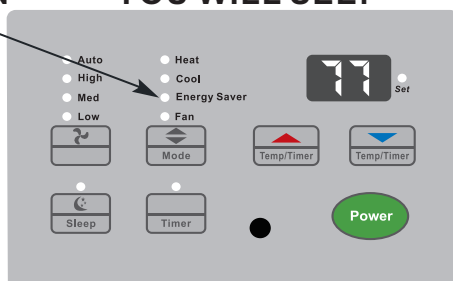 YOU WILL SEE:
Auto Heat
High Cool
Med Energy Saver
Low Fan
77
Set
Mode
Temp/Timer
Temp/Timer
Sleep
Timer
Power